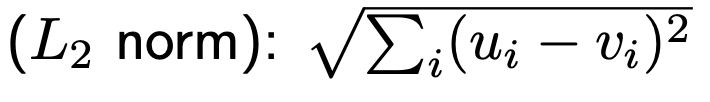 (L₂ norm): √∑ᵢ(uᵢ − vᵢ)²